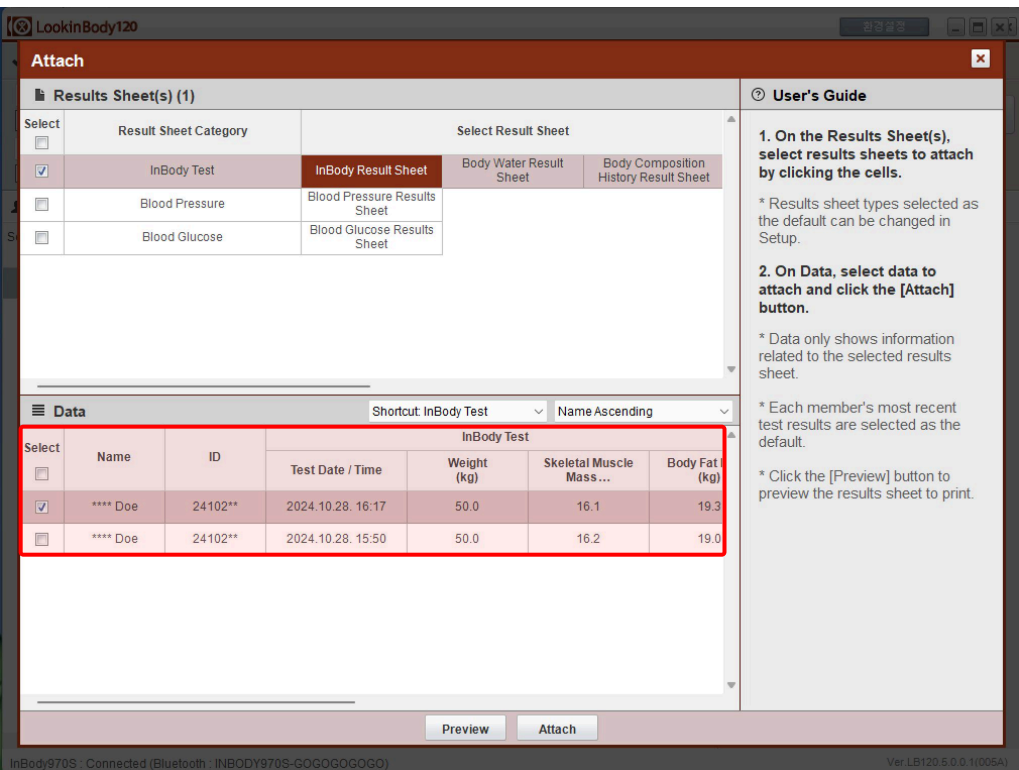 LookinBody120
환경설정
Attach
Results Sheet(s) (1)
Select
Result Sheet Category
Select Result Sheet
InBody Test
InBody Result Sheet
Body Water Result
Sheet
Body Composition
History Result Sheet
Blood Pressure
Blood Pressure Results
Sheet
Blood Glucose
Blood Glucose Results
Sheet
Data
Shortcut: InBody Test
Name Ascending
Select
Name
ID
InBody Test
Test Date / Time
Weight
(kg)
Skeletal Muscle
Mass...
Body Fat
(kg)
**** Doe 24102** 2024.10.28. 16:17 50.0 16.1 19.3
**** Doe 24102** 2024.10.28. 15:50 50.0 16.2 19.0
Preview
Attach
User's Guide
1. On the Results Sheet(s),
select results sheets to attach
by clicking the cells.
* Results sheet types selected as
the default can be changed in
Setup.
2. On Data, select data to
attach and click the [Attach]
button.
* Data only shows information
related to the selected results
sheet.
* Each member's most recent
test results are selected as the
default.
* Click the [Preview] button to
preview the results sheet to print.
InBody970S : Connected (Bluetooth : INBODY970S-GOGOGOGOGO)
Ver.LB120.5.0.0.1(005A)